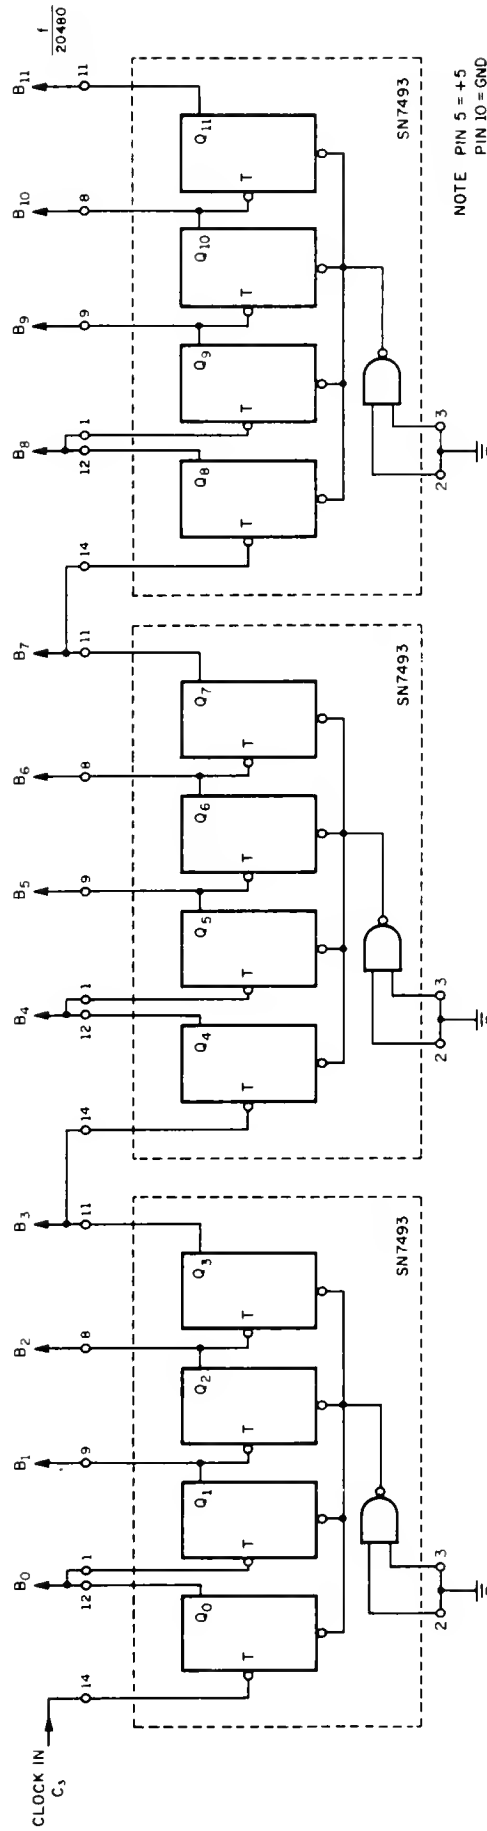 f
20480
B11
11
B10
8
B9
9
B8
1
12
14
Q11
T
Q10
T
Q9
T
Q8
T
SN7493
2
3
NOTE PIN 5 = +5
PIN 10 = GND
B7
11
B6
8
B5
9
B4
1
12
14
Q7
T
Q6
T
Q5
T
Q4
T
SN7493
2
3
B3
11
B2
8
B1
9
B0
1
12
14
Q3
T
Q2
T
Q1
T
Q0
T
SN7493
2
3
CLOCK IN
C3